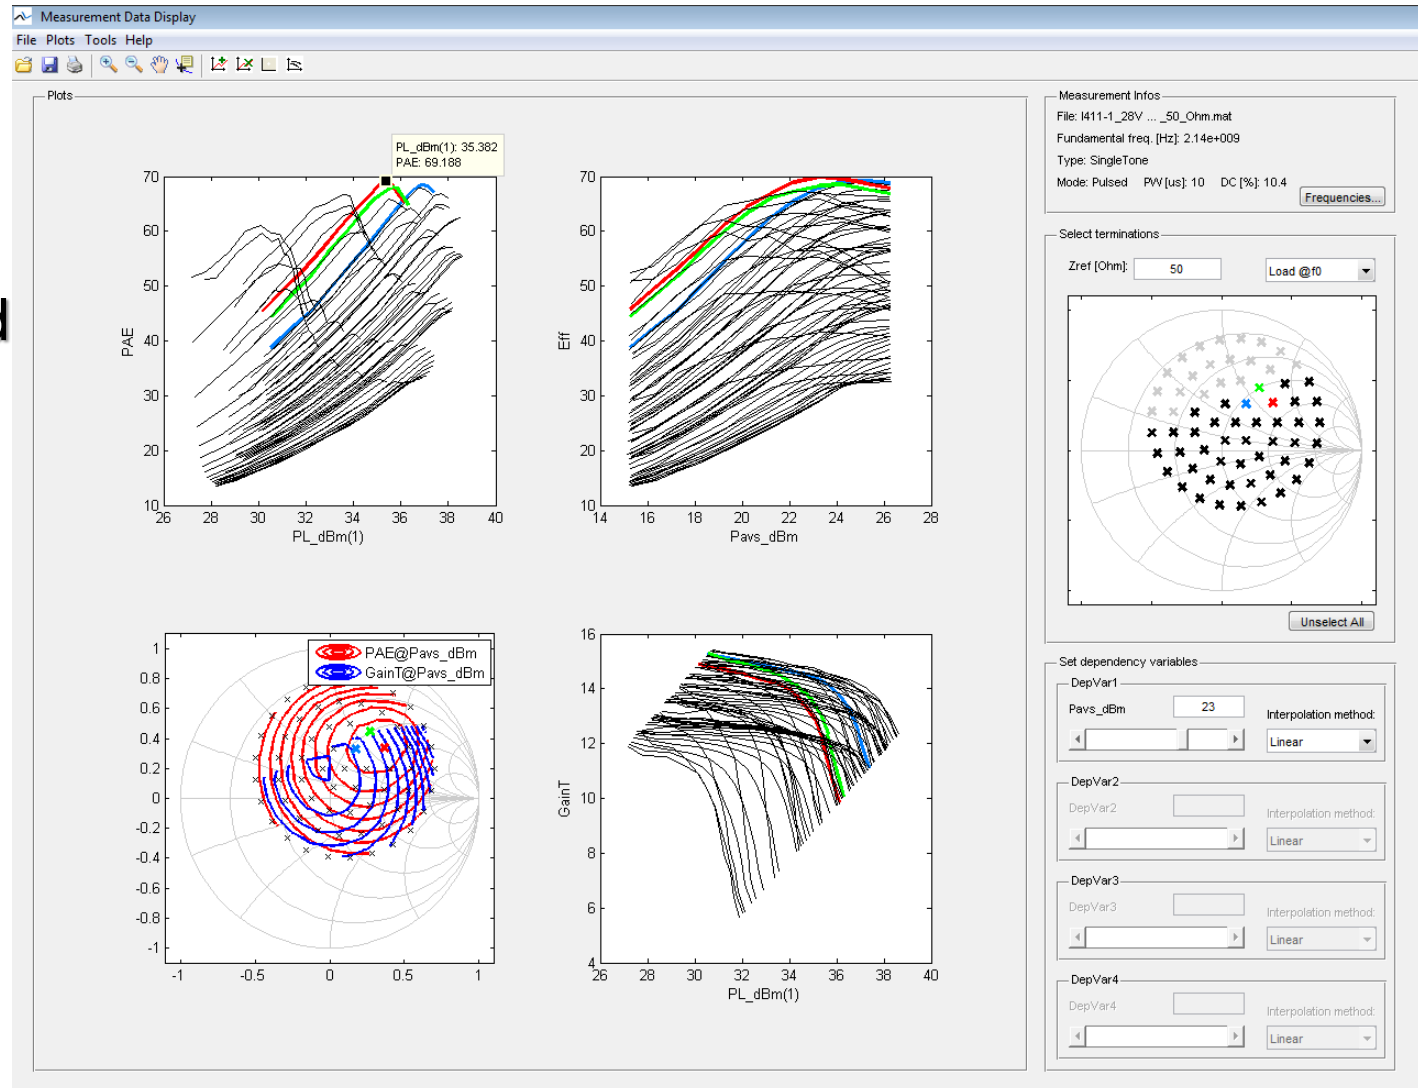 Measurement Data Display
File Plots Tools Help
Plots
PL_dBm(1): 35.382
PAE: 69.188
70
60
50
40
30
20
10
PAE
26 28 30 32 34 36 38 40
PL_dBm(1)
70
60
50
40
30
20
10
Eff
14 16 18 20 22 24 26 28
Pavs_dBm
PAE@Pavs_dBm
GainT@Pavs_dBm
1
0.8
0.6
0.4
0.2
0
-0.2
-0.4
-0.6
-0.8
-1
-1 -0.5 0 0.5 1
16
14
12
10
8
6
4
GainT
26 28 30 32 34 36 38 40
PL_dBm(1)
Measurement Infos
File: I411-1_28V ... _50_Ohm.mat
Fundamental freq. [Hz]: 2.14e+009
Type: SingleTone
Mode: Pulsed PW [us]: 10 DC [%]: 10.4
Frequencies...
Select terminations
Zref [Ohm]: 50 Load @f0
Unselect All
Set dependency variables
DepVar1
Pavs_dBm 23 Interpolation method:
Linear
DepVar2
DepVar2 Interpolation method:
Linear
DepVar3
DepVar3 Interpolation method:
Linear
DepVar4
DepVar4 Interpolation method:
Linear